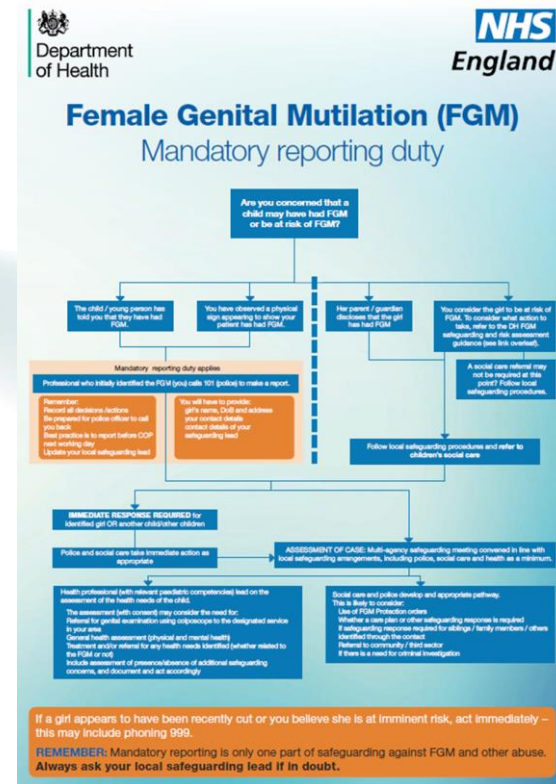 Department
of Health
NHS
England
Female Genital Mutilation (FGM)
Mandatory reporting duty
Are you concerned that a
child may have had FGM
or be at risk of FGM?
The child / young person has
told you that they have had
FGM.
You have observed a physical
sign appearing to show your
patient has had FGM.
Her parent / guardian
discloses that the girl
has had FGM
You consider the girl to be at risk of
FGM. To consider what action to
take, refer to the DH FGM
safeguarding and risk assessment
guidance (see link overleaf).
Mandatory reporting duty applies
Professional who initially identified the FGM (you) calls 101 (police) to make a report.
Remember:
Record all decisions /actions
Be prepared for police officer to call
you back
Best practice is to report before COP
next working day
Update your local safeguarding lead
You will have to provide:
girl's name, DoB and address
your contact details
contact details of your
safeguarding lead
A social care referral may
not be required at this
point? Follow local
safeguarding procedures.
Follow local safeguarding procedures and refer to
children's social care
IMMEDIATE RESPONSE REQUIRED for
identified girl OR another child/other children
Police and social care take immediate action as
appropriate
ASSESSMENT OF CASE: Multi-agency safeguarding meeting convened in line with
local safeguarding arrangements, including police, social care and health as a minimum.
Health professional (with relevant paediatric competencies) lead on the
assessment of the health needs of the child.
The assessment (with consent) may consider the need for:
Referral for genital examination using colposcope to the designated service
in your area
General health assessment (physical and mental health)
Treatment and/or referral for any health needs identified (whether related to
the FGM or not)
Include assessment of presence/absence of additional safeguarding
concerns, and document and act accordingly
Social care and police develop and appropriate pathway.
This is likely to consider:
Use of FGM Protection orders
Whether a care plan or other safeguarding response is required
If safeguarding response required for siblings / family members / others
identified through the contact
Referral to community / third sector
If there is a need for criminal investigation
If a girl appears to have been recently cut or you believe she is at imminent risk, act immediately –
this may include phoning 999.
REMEMBER: Mandatory reporting is only one part of safeguarding against FGM and other abuse.
Always ask your local safeguarding lead if in doubt.